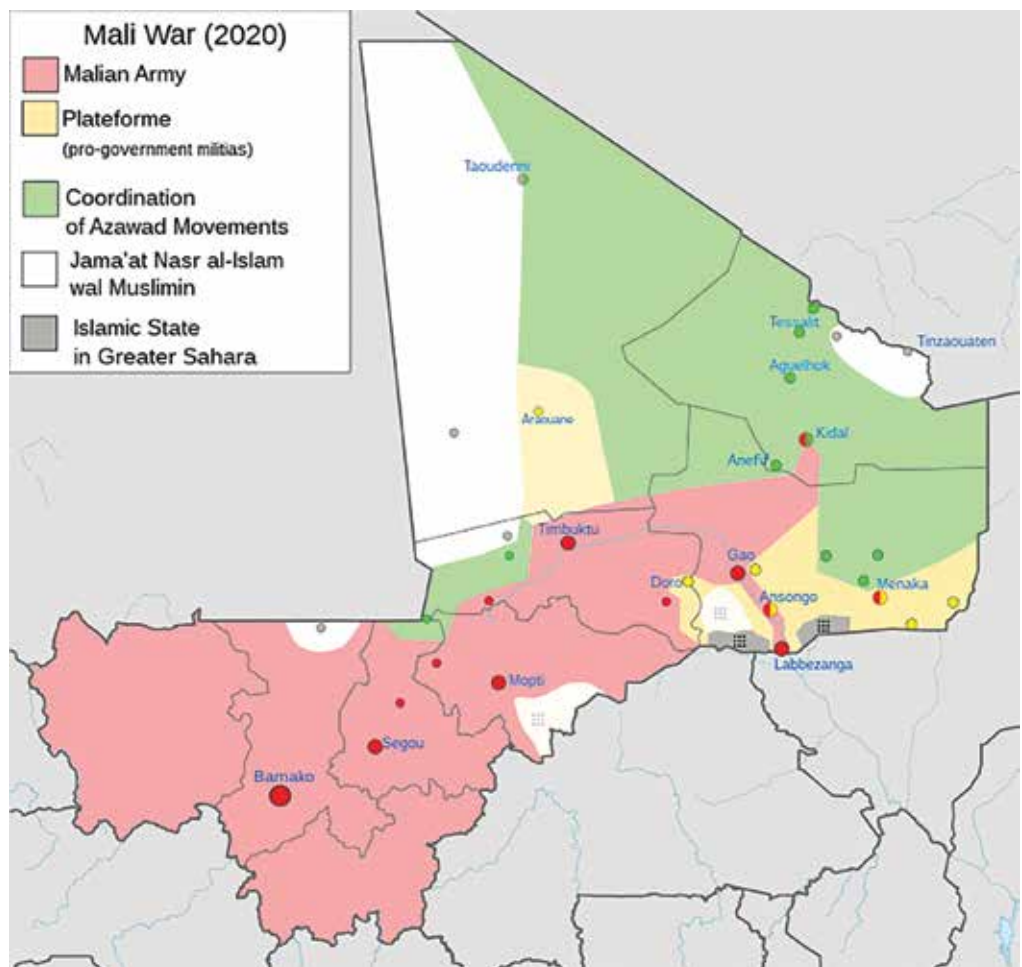 Mali War (2020)
Malian Army
Plateforme
(pro-government militias)
Coordination
of Azawad Movements
Jama'at Nasr al-Islam
wal Muslimin
Islamic State
in Greater Sahara
Taoudenni
Tessalit
Tinzaouaten
Aguelhok
Araouane
Kidal
Anefif
Timbuktu
Gao
Doro
Ansongo
Menaka
Labbezanga
Mopti
Segou
Bamako